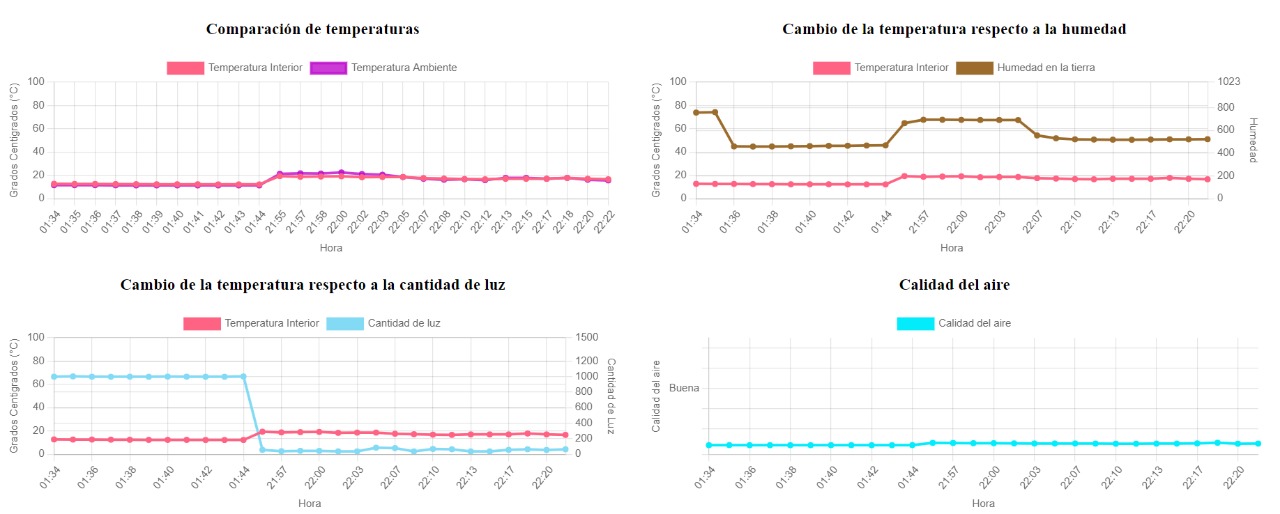 Comparación de temperaturas
Temperatura Interior Temperatura Ambiente
Grados Centigrados (°C)
100
80
60
40
20
0
01:34 01:35 01:36 01:37 01:38 01:39 01:40 01:41 01:42 01:43 01:44 21:55 21:57 21:58 22:00 22:02 22:03 22:05 22:07 22:08 22:10 22:12 22:13 22:15 22:17 22:18 22:20 22:22
Hora
Cambio de la temperatura respecto a la humedad
Temperatura Interior Humedad en la tierra
Grados Centigrados (°C)
100
80
60
40
20
0
1023
800
600
400
200
0
Humedad
01:34 01:36 01:38 01:40 01:42 01:44 21:57 22:00 22:03 22:07 22:10 22:13 22:17 22:20
Hora
Cambio de la temperatura respecto a la cantidad de luz
Temperatura Interior Cantidad de luz
Grados Centigrados (°C)
100
80
60
40
20
0
1500
1200
1000
800
600
400
200
0
Cantidad de Luz
01:34 01:36 01:38 01:40 01:42 01:44 21:57 22:00 22:03 22:07 22:10 22:13 22:17 22:20
Hora
Calidad del aire
Calidad del aire
Calidad del aire
Buena
01:34 01:36 01:38 01:40 01:42 01:44 21:57 22:00 22:03 22:07 22:10 22:13 22:17 22:20
Hora